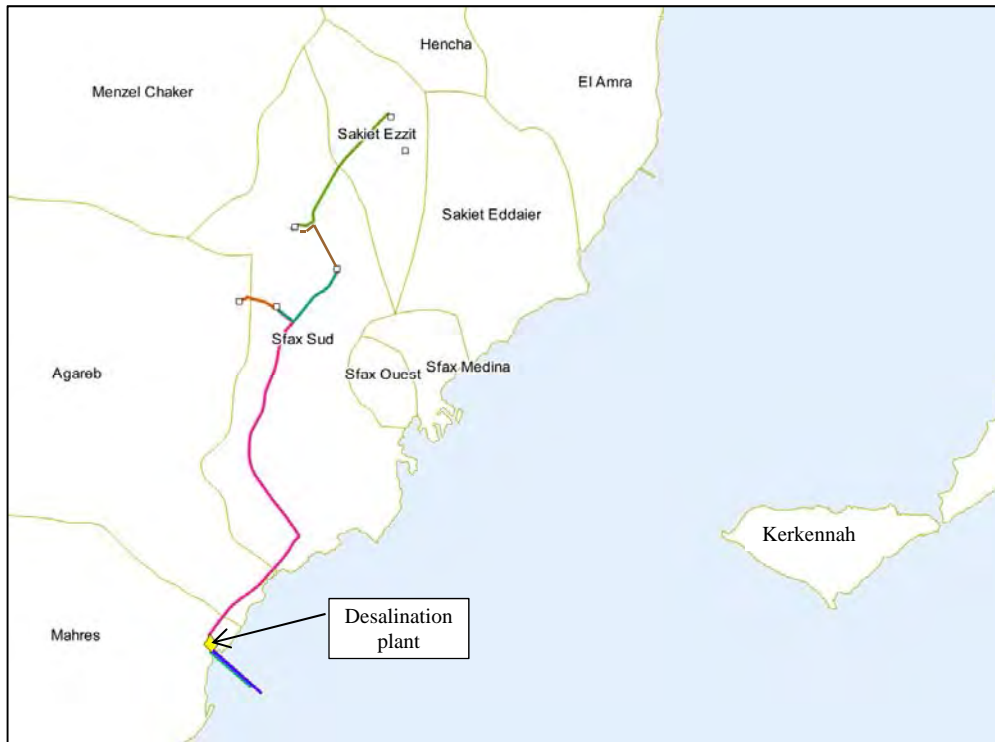 Hencha
El Amra
Menzel Chaker
Sakiet Ezzit
Sakiet Eddaier
Sfax Sud
Sfax Ouest
Sfax Medina
Agareb
Kerkennah
Desalination
plant
Mahres